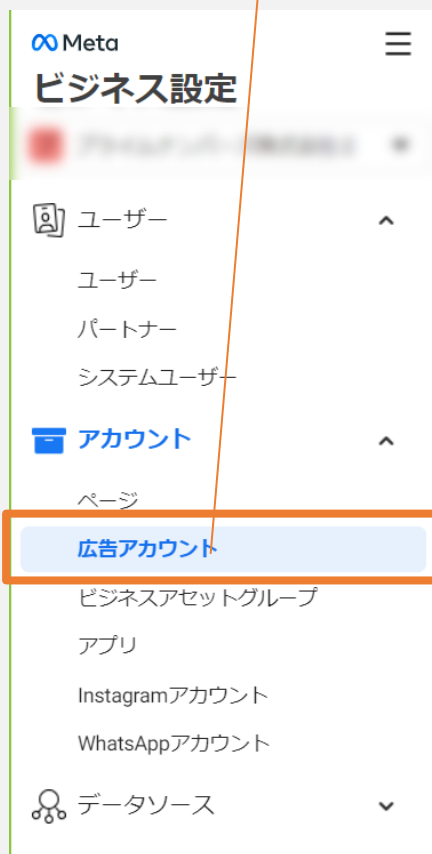 Meta
ビジネス設定
ユーザー
ユーザー
パートナー
システムユーザー
アカウント
ページ
広告アカウント
ビジネスアセットグループ
アプリ
Instagramアカウント
WhatsAppアカウント
データソース